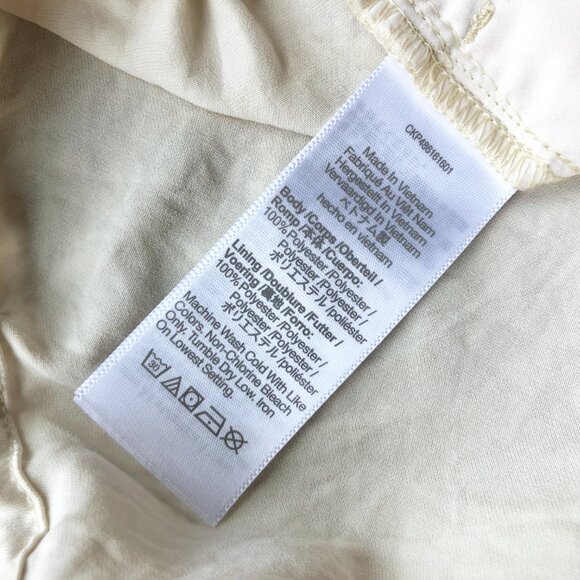 CKP486161601
Made In Vietnam
Fabriqué Au Viêt Nam
Hergestellt In Vietnam
Vervaardigd In Vietnam
ベトナム製
Hecho en Vietnam
Body /Corps /Oberteil /
Romp /本体 /Cuerpo:
100% Polyester/Polyester /
Polyester/Polyester /
ポリエステル /poliéster
Lining /Doublure /Futter /
Voering /裏地 /Forro:
100% Polyester/Polyester /
Polyester/Polyester /
ポリエステル /poliéster
Machine Wash Cold With Like
Colors, Non-Chlorine Bleach
Only. Tumble Dry Low. Iron
On Lowest Setting.
30